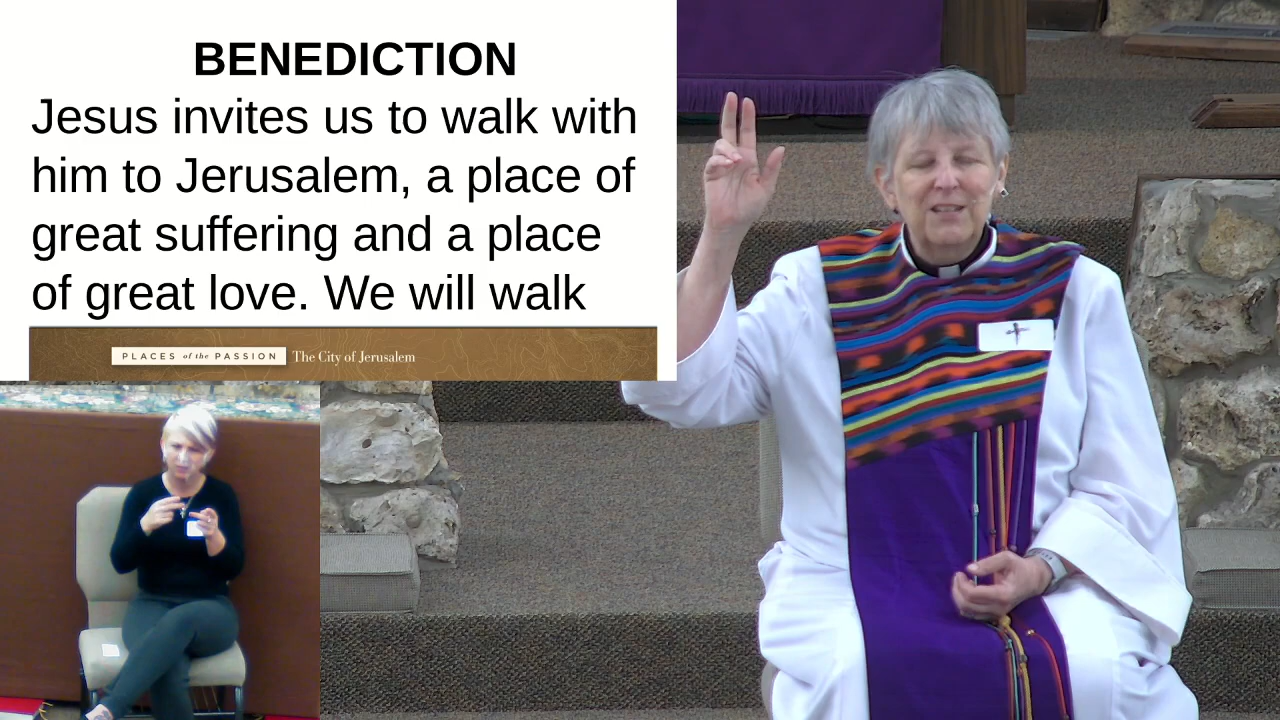 BENEDICTION
Jesus invites us to walk with
him to Jerusalem, a place of
great suffering and a place
of great love. We will walk
PLACES of the PASSION The City of Jerusalem